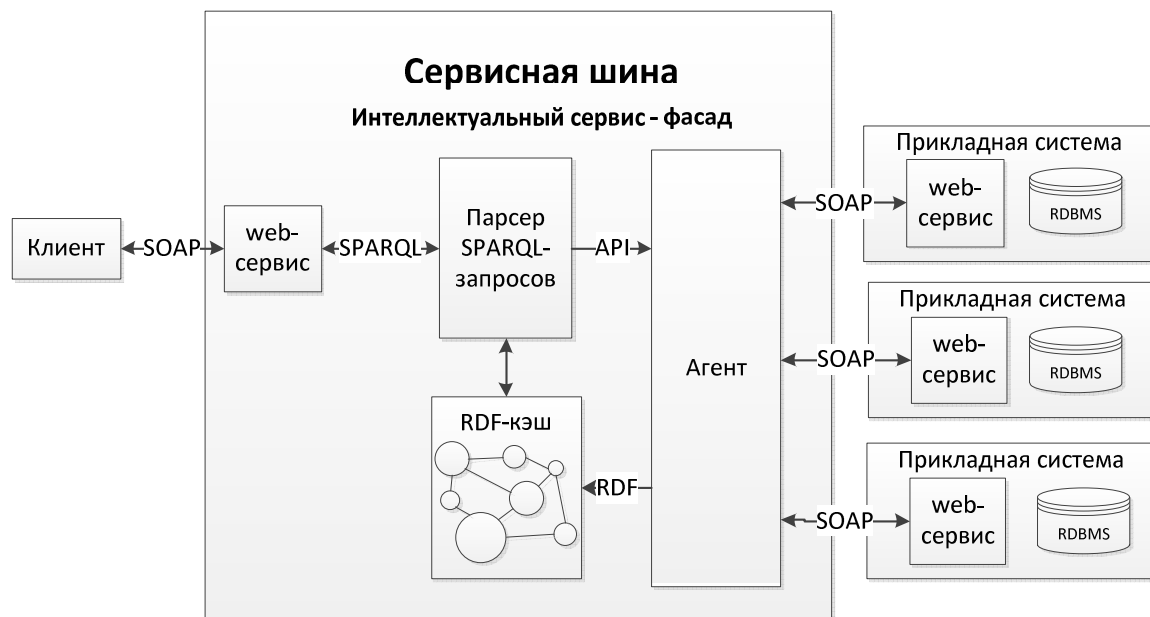 Сервисная шина
Интеллектуальный сервис - фасад
Клиент
SOAP
web-
сервис
SPARQL
Парсер
SPARQL-
запросов
API
RDF-кэш
RDF
Агент
SOAP
Прикладная система
web-
сервис
RDBMS
SOAP
Прикладная система
web-
сервис
RDBMS
SOAP
Прикладная система
web-
сервис
RDBMS